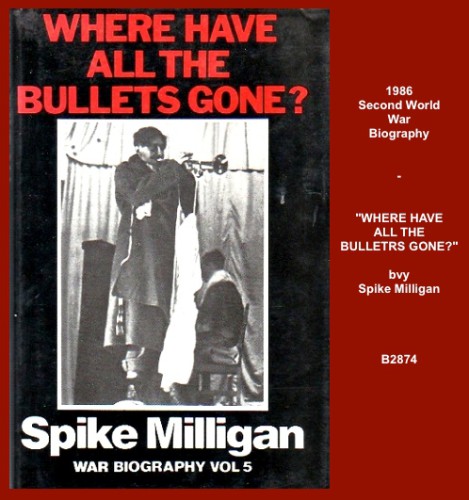 WHERE HAVE
ALL THE
BULLETS GONE?
Spike Milligan
WAR BIOGRAPHY VOL 5
1986
Second World
War
Biography
-
"WHERE HAVE
ALL THE
BULLETRS GONE?"
bvy
Spike Milligan
B2874